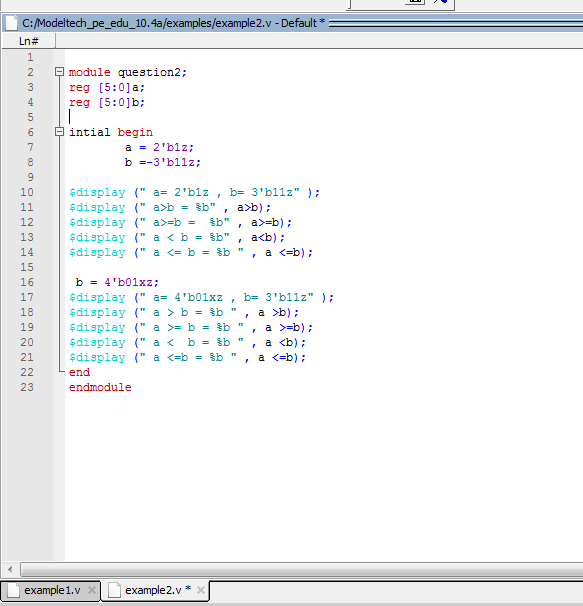 C:/Modeltech_pe_edu_10.4a/examples/example2.v - Default *
Ln#
1
2 module question2;
3 reg [5:0]a;
4 reg [5:0]b;
5
6 intial begin
7 a = 2'b1z;
8 b =-3'b11z;
9
10 $display (" a= 2'b1z , b= 3'b11z" );
11 $display (" a>b = %b" , a>b);
12 $display (" a>=b =  %b" , a>=b);
13 $display (" a < b = %b" , a<b);
14 $display (" a <= b = %b " , a <=b);
15
16 b = 4'b01xz;
17 $display (" a= 4'b01xz , b= 3'b11z" );
18 $display (" a > b = %b " , a >b);
19 $display (" a >= b = %b " , a >=b);
20 $display (" a <  b = %b " , a <b);
21 $display (" a <=b = %b " , a <=b);
22 end
23 endmodule
example1.v
example2.v *